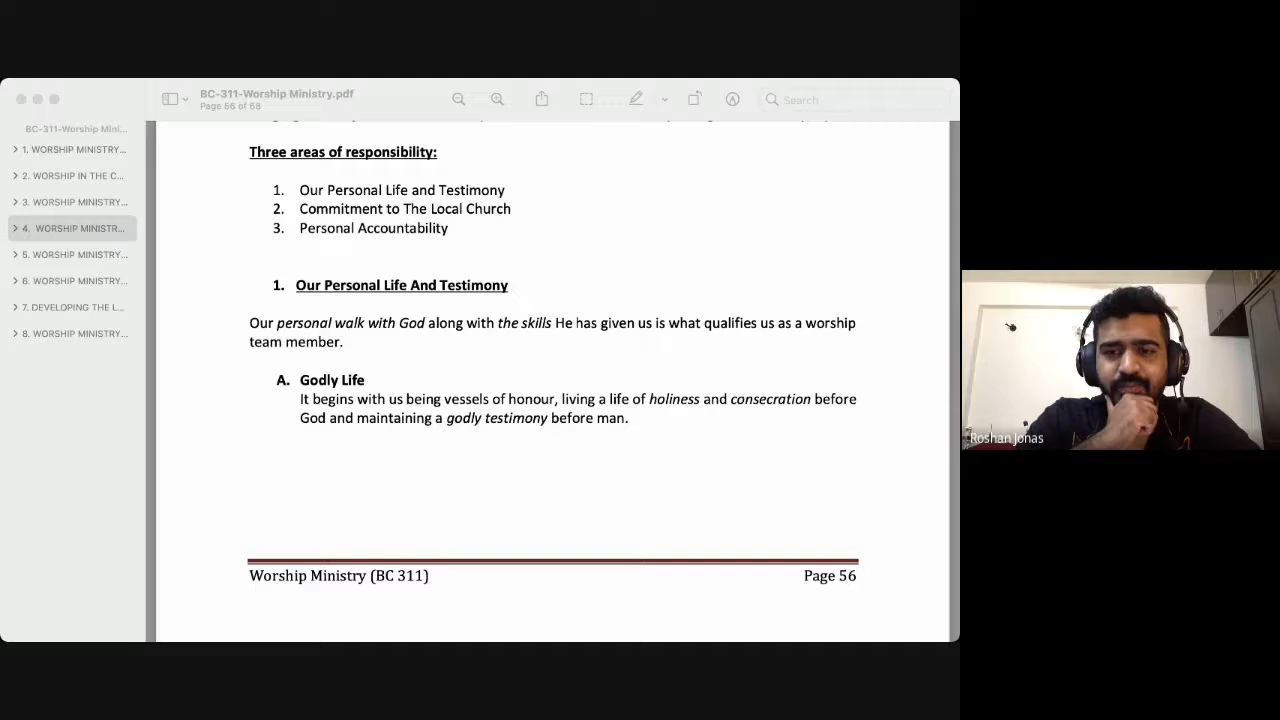 BC-311-Worship Ministry.pdf
Page 56 of 68
Search
BC-311-Worship Mini...
1. WORSHIP MINISTRY...
2. WORSHIP IN THE C...
3. WORSHIP MINISTRY...
4. WORSHIP MINISTR...
5. WORSHIP MINISTRY...
6. WORSHIP MINISTRY...
7. DEVELOPING THE L...
8. WORSHIP MINISTRY...
Three areas of responsibility:
1. Our Personal Life and Testimony
2. Commitment to The Local Church
3. Personal Accountability
1. Our Personal Life And Testimony
Our personal walk with God along with the skills He has given us is what qualifies us as a worship
team member.
A. Godly Life
It begins with us being vessels of honour, living a life of holiness and consecration before
God and maintaining a godly testimony before man.
Worship Ministry (BC 311)
Page 56
Roshan Jonas